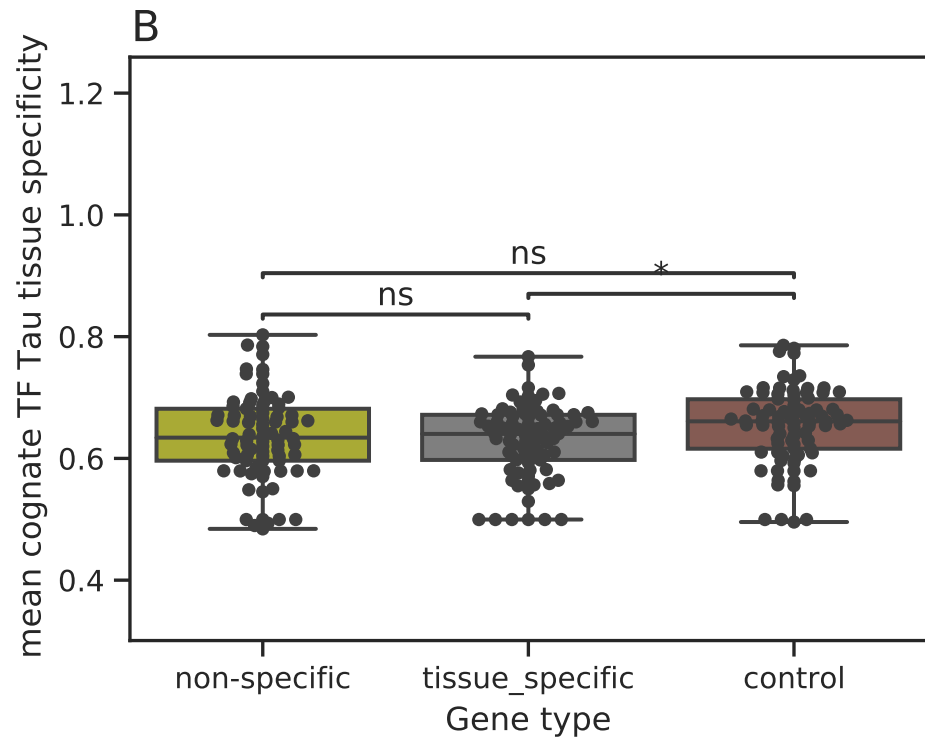 B
mean cognate TF Tau tissue specificity
1.2
1.0
0.8
0.6
0.4
ns
*
ns
non-specific
tissue_specific
control
Gene type